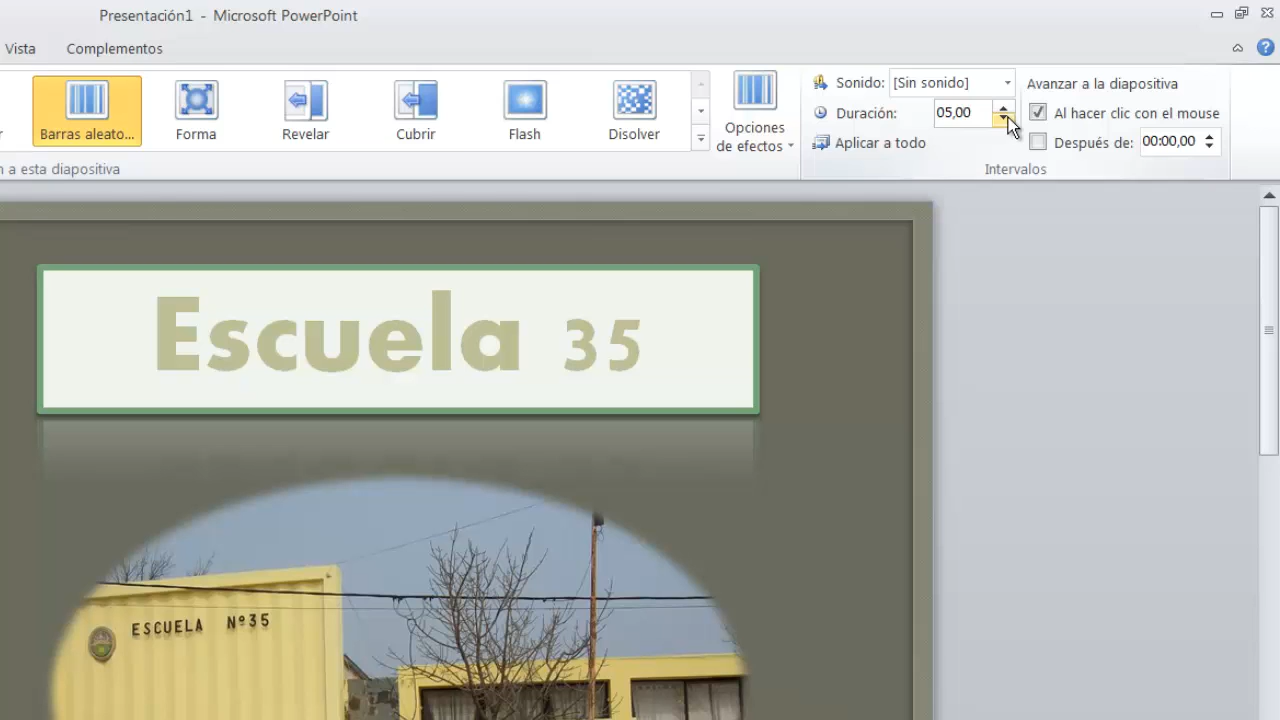 Presentación1 - Microsoft PowerPoint
Vista Complementos
Barras aleato... Forma Revelar Cubrir Flash Disolver
Opciones de efectos
Sonido: [Sin sonido]
Duración: 05,00
Aplicar a todo
Avanzar a la diapositiva
Al hacer clic con el mouse
Después de: 00:00,00
n a esta diapositiva
Intervalos
Escuela 35
ESCUELA Nº35